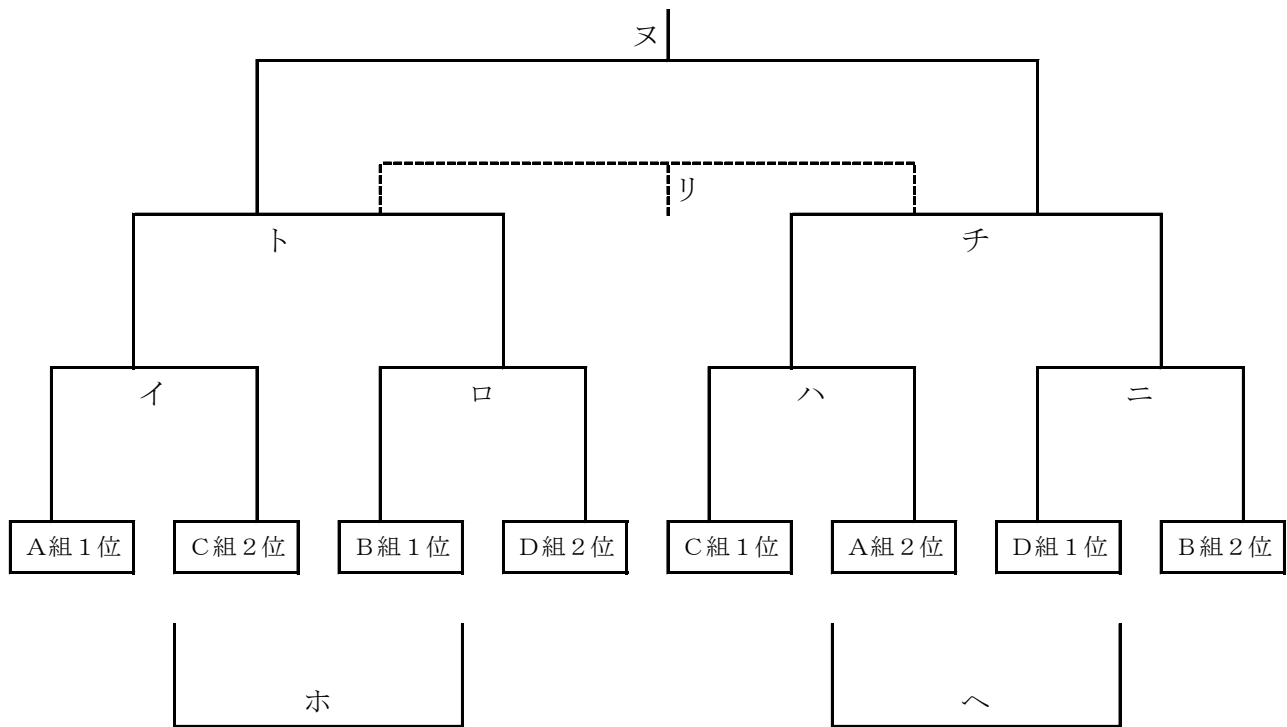 ヌ
リ
ト
チ
イ
ロ
ハ
ニ
A組1位
C組2位
B組1位
D組2位
C組1位
A組2位
D組1位
B組2位
ホ
ヘ